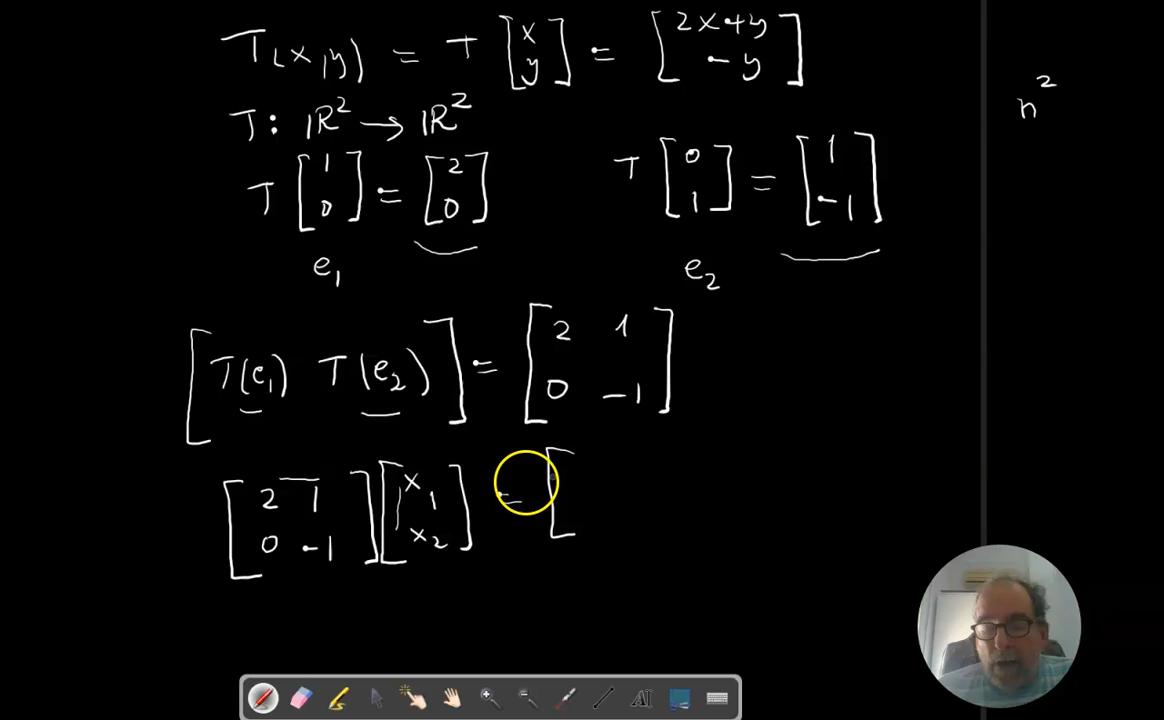 T(x,y) = T [x y] = [2x+y -y]
n²
T: ℝ² → ℝ²
T [1 0] = [2 0] T [0 1] = [1 -1]
e₁ e₂
[T(e₁) T(e₂)] = [2 1; 0 -1]
[2 1; 0 -1] [x₁ x₂] = [
AI